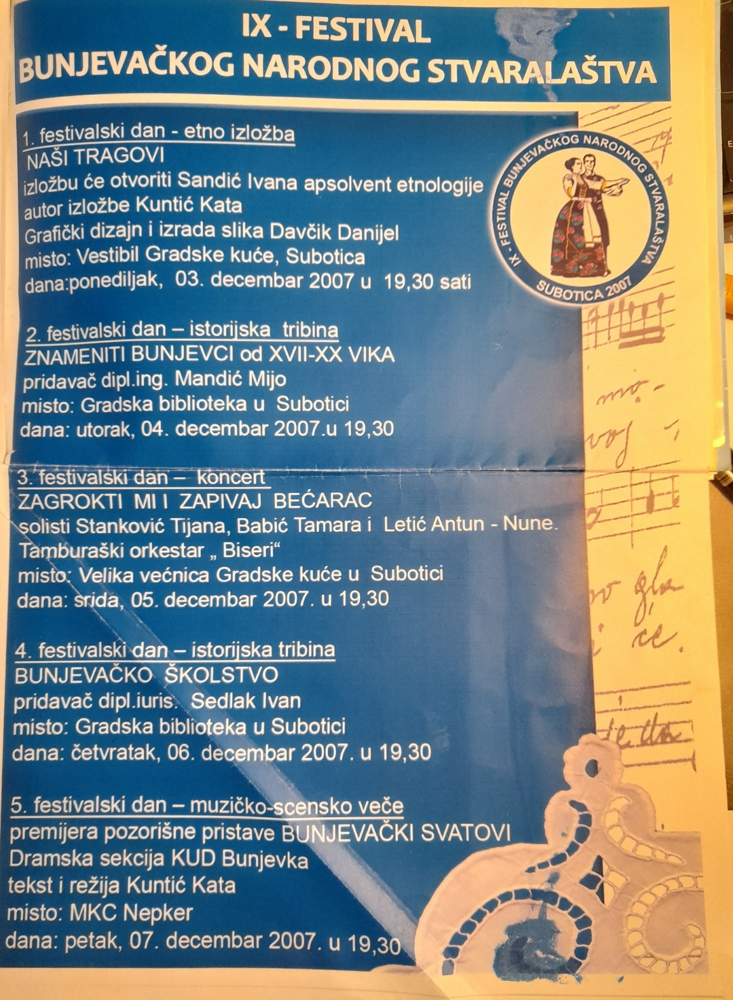 IX - FESTIVAL
BUNJEVAČKOG NARODNOG STVARALAŠTVA
1. festivalski dan - etno izložba
NAŠI TRAGOVI
izložbu će otvoriti Sandić Ivana apsolvent etnologije
autor izložbe Kuntić Kata
Grafički dizajn i izrada slika Davčik Danijel
misto: Vestibil Gradske kuće, Subotica
dana:ponediljak, 03. decembar 2007 u 19,30 sati
IX - FESTIVAL BUNJEVAČKOG NARODNOG STVARALAŠTVA
SUBOTICA 2007
2. festivalski dan – istorijska tribina
ZNAMENITI BUNJEVCI od XVII-XX VIKA
pridavač dipl.ing. Mandić Mijo
misto: Gradska biblioteka u Subotici
dana: utorak, 04. decembar 2007.u 19,30
3. festivalski dan – koncert
ZAGROKTI MI I ZAPIVAJ BEĆARAC
solisti Stanković Tijana, Babić Tamara i Letić Antun - Nune.
Tamburaški orkestar „ Biseri“
misto: Velika većnica Gradske kuće u Subotici
dana: srida, 05. decembar 2007. u 19,30
4. festivalski dan – istorijska tribina
BUNJEVAČKO ŠKOLSTVO
pridavač dipl.iuris. Sedlak Ivan
misto: Gradska biblioteka u Subotici
dana: četvratak, 06. decembar 2007. u 19,30
5. festivalski dan – muzičko-scensko veče
premijera pozorišne pristave BUNJEVAČKI SVATOVI
Dramska sekcija KUD Bunjevka
tekst i režija Kuntić Kata
misto: MKC Nepker
dana: petak, 07. decembar 2007. u 19,30